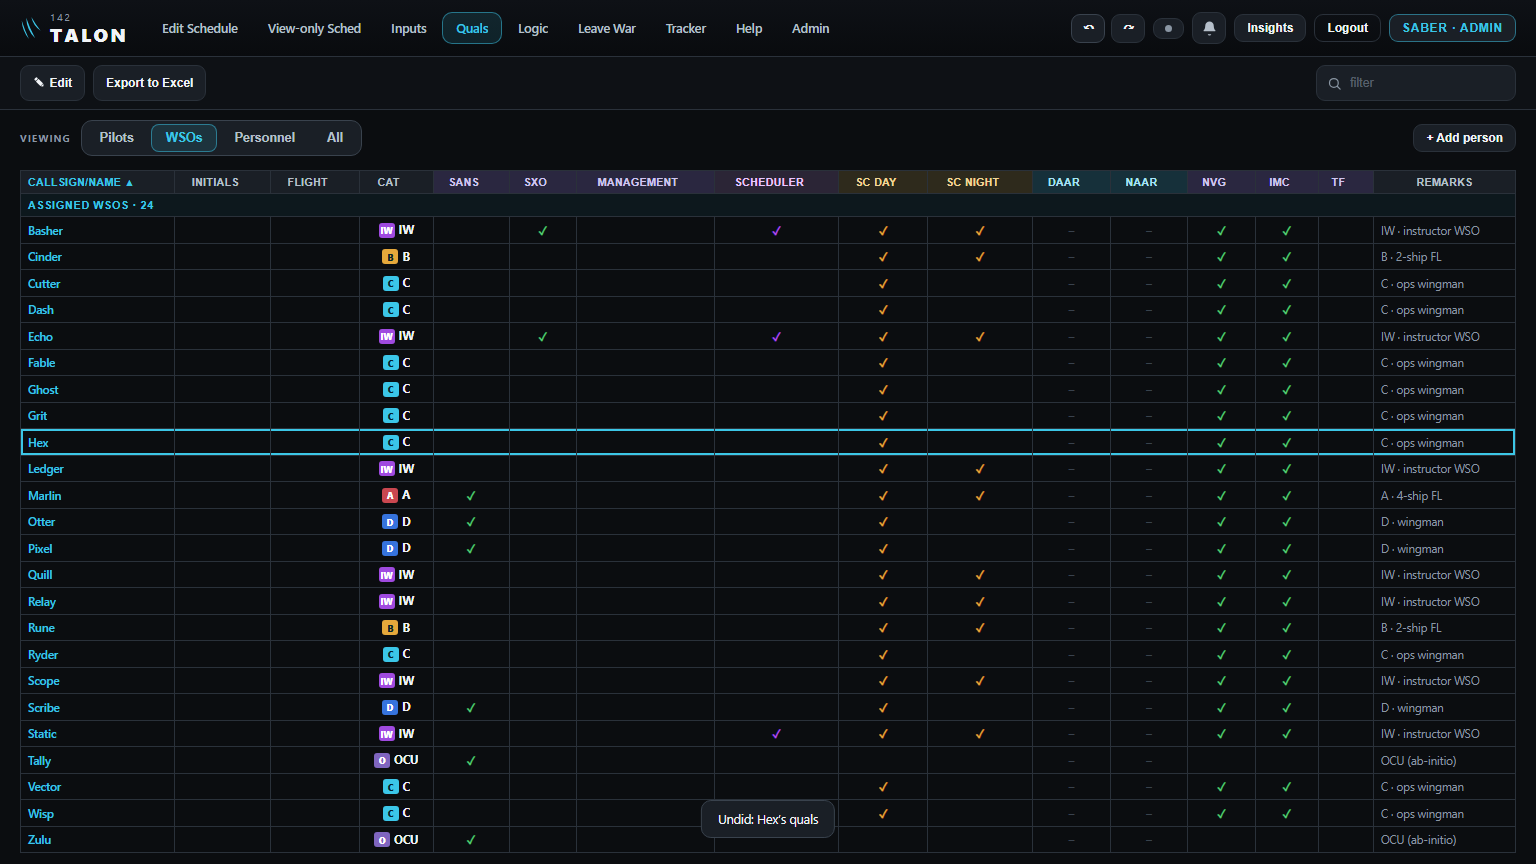 142
TALON
Edit Schedule View-only Sched Inputs Quals Logic Leave War Tracker Help Admin
Insights Logout SABER · ADMIN
✎ Edit Export to Excel
filter
VIEWING Pilots WSOs Personnel All
+ Add person
CALLSIGN/NAME ▲ INITIALS FLIGHT CAT SANS SXO MANAGEMENT SCHEDULER SC DAY SC NIGHT DAAR NAAR NVG IMC TF REMARKS
ASSIGNED WSOS · 24
Basher IW IW ✓ ✓ ✓ ✓ – – ✓ ✓ IW · instructor WSO
Cinder B B ✓ ✓ – – ✓ ✓ B · 2-ship FL
Cutter C C ✓ – – ✓ ✓ C · ops wingman
Dash C C ✓ – – ✓ ✓ C · ops wingman
Echo IW IW ✓ ✓ ✓ ✓ – – ✓ ✓ IW · instructor WSO
Fable C C ✓ – – ✓ ✓ C · ops wingman
Ghost C C ✓ – – ✓ ✓ C · ops wingman
Grit C C ✓ – – ✓ ✓ C · ops wingman
Hex C C ✓ – – ✓ ✓ C · ops wingman
Ledger IW IW ✓ ✓ – – ✓ ✓ IW · instructor WSO
Marlin A A ✓ ✓ ✓ – – ✓ ✓ A · 4-ship FL
Otter D D ✓ ✓ – – ✓ ✓ D · wingman
Pixel D D ✓ ✓ – – ✓ ✓ D · wingman
Quill IW IW ✓ ✓ – – ✓ ✓ IW · instructor WSO
Relay IW IW ✓ ✓ – – ✓ ✓ IW · instructor WSO
Rune B B ✓ ✓ – – ✓ ✓ B · 2-ship FL
Ryder C C ✓ – – ✓ ✓ C · ops wingman
Scope IW IW ✓ ✓ – – ✓ ✓ IW · instructor WSO
Scribe D D ✓ ✓ – – ✓ ✓ D · wingman
Static IW IW ✓ ✓ ✓ – – ✓ ✓ IW · instructor WSO
Tally O OCU ✓ – – OCU (ab-initio)
Vector C C ✓ – – ✓ ✓ C · ops wingman
Wisp C C ✓ – – ✓ ✓ C · ops wingman
Zulu O OCU ✓ – – OCU (ab-initio)
Undid: Hex's quals